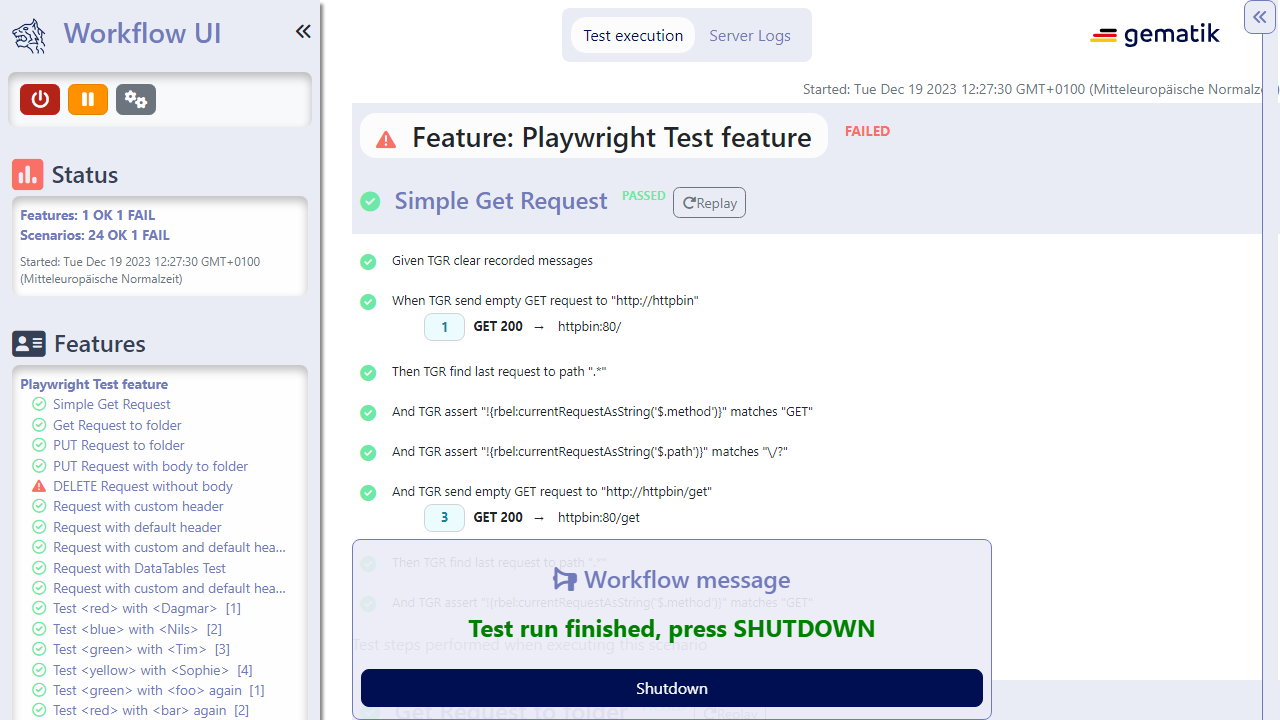 Workflow UI
Status
Features: 1 OK 1 FAIL
Scenarios: 24 OK 1 FAIL
Started: Tue Dec 19 2023 12:27:30 GMT+0100
(Mitteleuropäische Normalzeit)
Features
Playwright Test feature
Simple Get Request
Get Request to folder
PUT Request to folder
PUT Request with body to folder
DELETE Request without body
Request with custom header
Request with default header
Request with custom and default hea...
Request with DataTables Test
Request with custom and default hea...
Test <red> with <Dagmar> [1]
Test <blue> with <Nils> [2]
Test <green> with <Tim> [3]
Test <yellow> with <Sophie> [4]
Test <green> with <foo> again [1]
Test <red> with <bar> again [2]
Test execution Server Logs
gematik
Started: Tue Dec 19 2023 12:27:30 GMT+0100 (Mitteleuropäische Normalze
Feature: Playwright Test feature FAILED
Simple Get Request PASSED Replay
Given TGR clear recorded messages
When TGR send empty GET request to "http://httpbin"
1 GET 200 → httpbin:80/
Then TGR find last request to path ".*"
And TGR assert "!{rbel:currentRequestAsString('$.method')}" matches "GET"
And TGR assert "!{rbel:currentRequestAsString('$.path')}" matches "\/?"
And TGR send empty GET request to "http://httpbin/get"
3 GET 200 → httpbin:80/get
Then TGR find last request to path ".*"
And TGR assert "!{rbel:currentRequestAsString('$.method')}" matches "GET"
Test steps performed when executing this scenario
Get Request to folder Replay
Workflow message
Test run finished, press SHUTDOWN
Shutdown